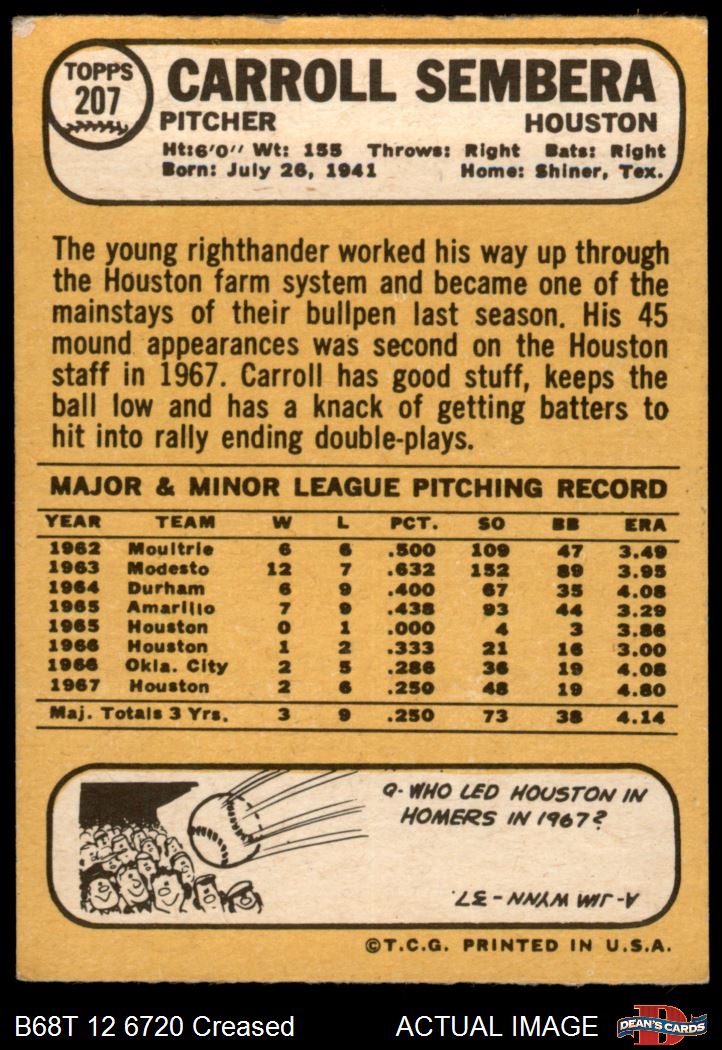 TOPPS
207
CARROLL SEMBERA
PITCHER HOUSTON
Ht:6'0" Wt: 155 Throws: Right Bats: Right
Born: July 26, 1941 Home: Shiner, Tex.
The young righthander worked his way up through
the Houston farm system and became one of the
mainstays of their bullpen last season. His 45
mound appearances was second on the Houston
staff in 1967. Carroll has good stuff, keeps the
ball low and has a knack of getting batters to
hit into rally ending double-plays.
MAJOR & MINOR LEAGUE PITCHING RECORD
YEAR TEAM W L PCT. SO BB ERA
1962 Moultrie 6 6 .500 109 47 3.49
1963 Modesto 12 7 .632 152 89 3.95
1964 Durham 6 9 .400 67 35 4.08
1965 Amarillo 7 9 .438 93 44 3.29
1965 Houston 0 1 .000 4 3 3.86
1966 Houston 1 2 .333 21 16 3.00
1966 Okla. City 2 5 .286 36 19 4.08
1967 Houston 2 6 .250 48 19 4.80
Maj. Totals 3 Yrs. 3 9 .250 73 38 4.14
Q-WHO LED HOUSTON IN
HOMERS IN 1967?
A-JIM WYNN-37.
©T.C.G. PRINTED IN U.S.A.
B68T 12 6720 Creased ACTUAL IMAGE
D
DEAN'S CARDS